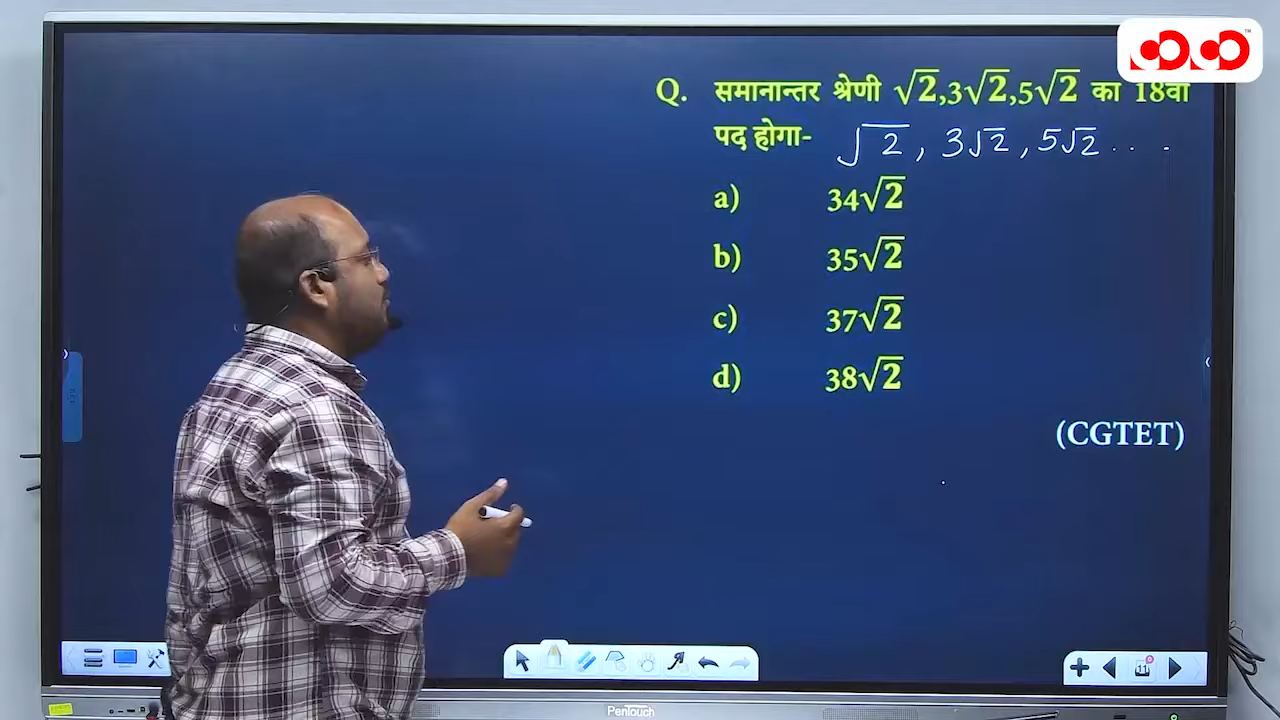 Q. समानान्तर श्रेणी √2,3√2,5√2 का 18वा
पद होगा- √2, 3√2, 5√2 . . .
a) 34√2
b) 35√2
c) 37√2
d) 38√2
(CGTET)
PenTouch